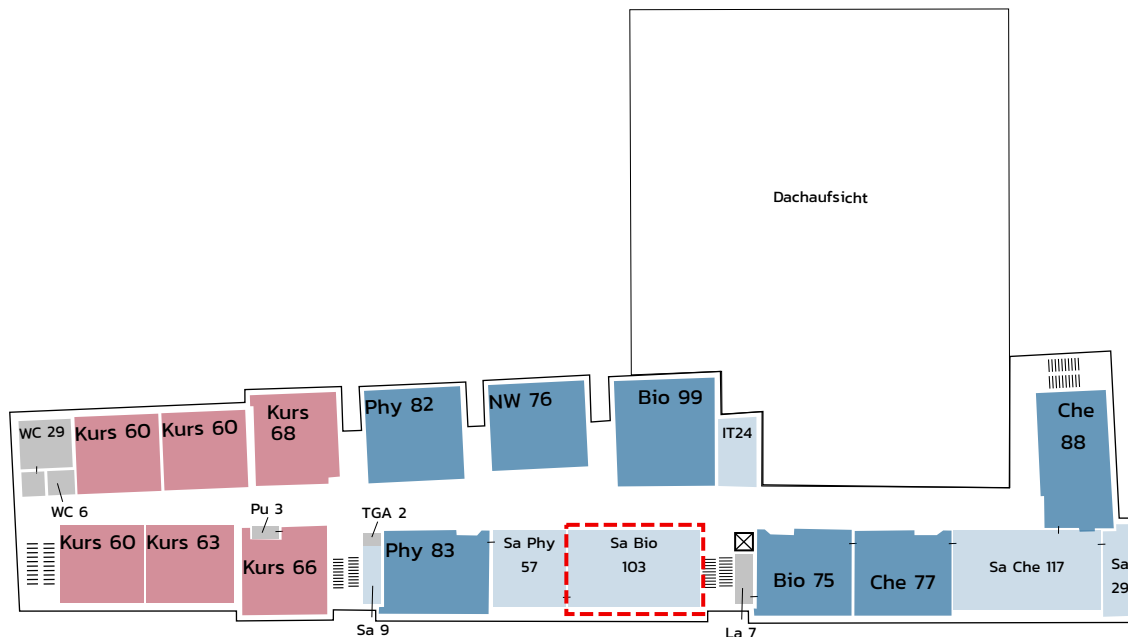 Dachaufsicht
WC 29
Kurs 60
Kurs 60
Kurs
68
Phy 82
NW 76
Bio 99
IT24
Che
88
WC 6
Pu 3
TGA 2
Kurs 60
Kurs 63
Kurs 66
Phy 83
Sa Phy
57
Sa Bio
103
Bio 75
Che 77
Sa Che 117
Sa
29
Sa 9
La 7